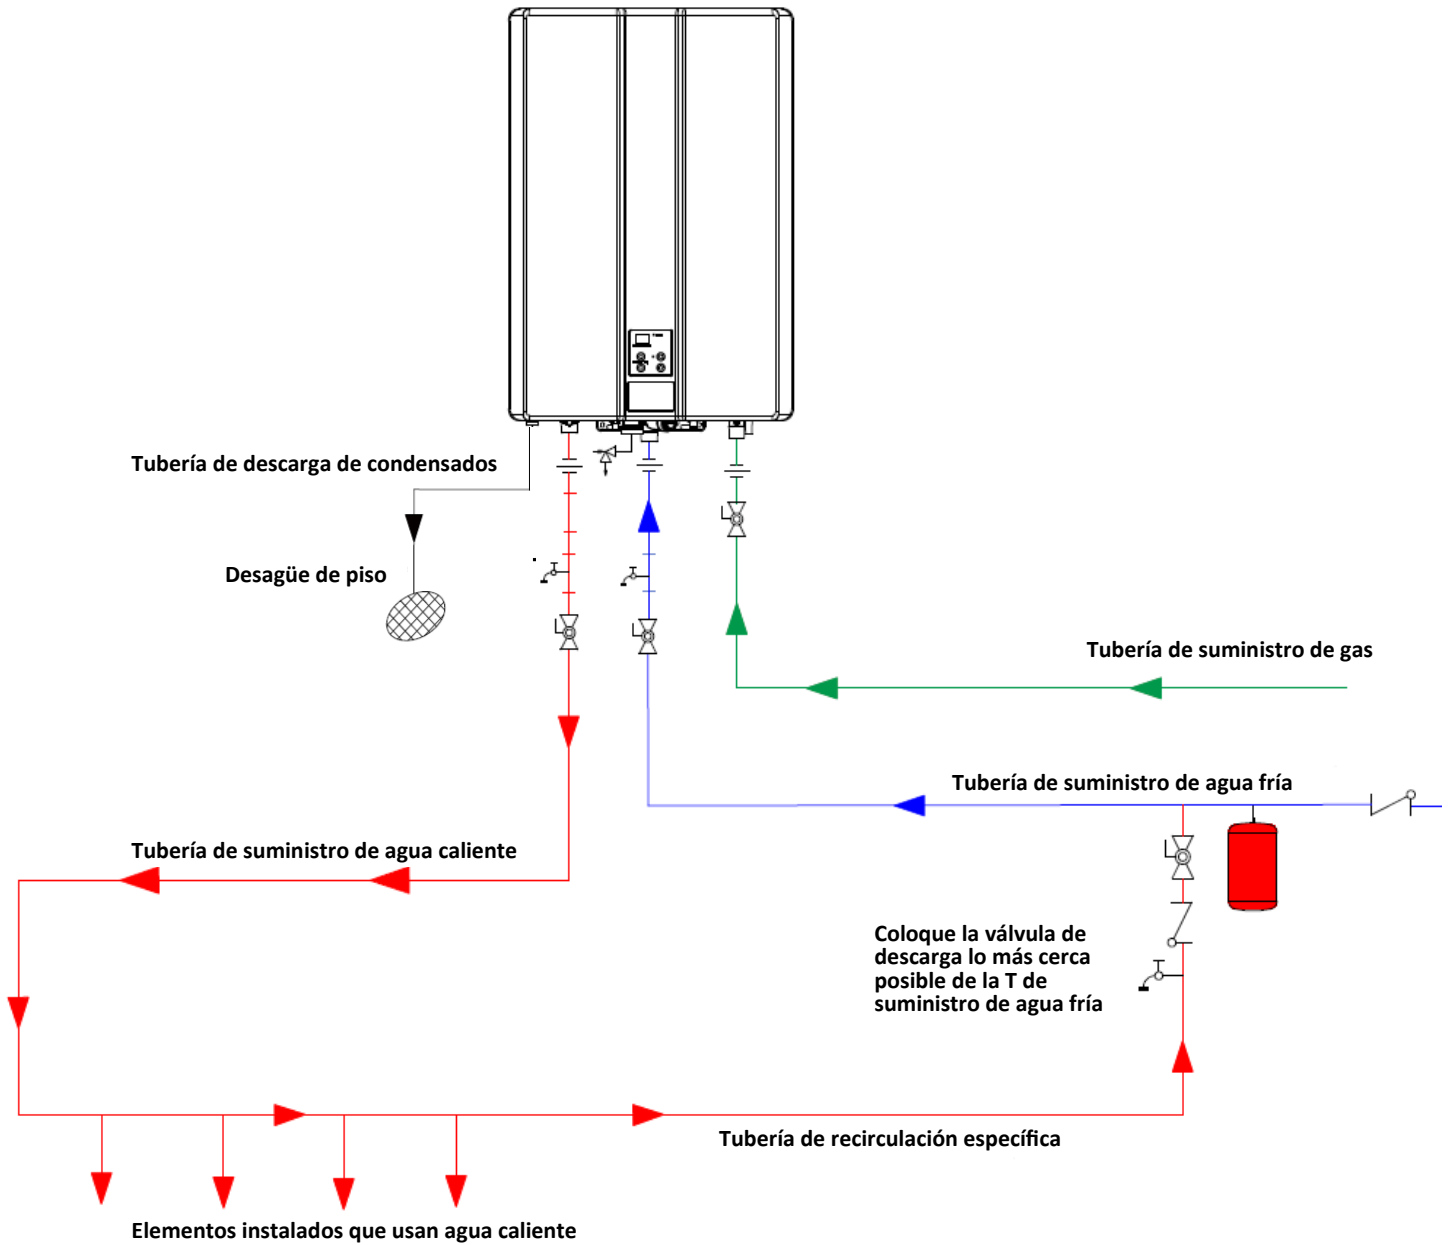 Tubería de descarga de condensados
Desagüe de piso
Tubería de suministro de gas
Tubería de suministro de agua fría
Tubería de suministro de agua caliente
Coloque la válvula de
descarga lo más cerca
posible de la T de
suministro de agua fría
Tubería de recirculación específica
Elementos instalados que usan agua caliente